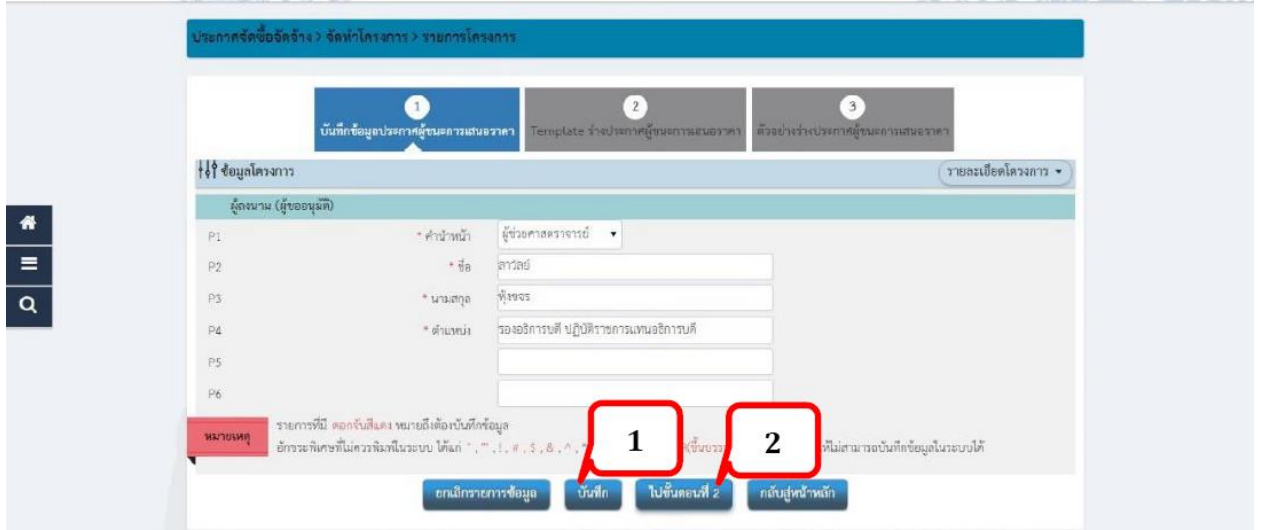 ประกาศจัดซื้อจัดจ้าง > จัดทำโครงการ > รายการโครงการ
1
บันทึกข้อมูลประกาศผู้ชนะการเสนอราคา
2
Template ร่างประกาศผู้ชนะการเสนอราคา
3
ตัวอย่างร่างประกาศผู้ชนะการเสนอราคา
ข้อมูลโครงการ
รายละเอียดโครงการ
ผู้ลงนาม (ผู้ขออนุมัติ)
P1 * คำนำหน้า ผู้ช่วยศาสตราจารย์
P2 * ชื่อ ลาวัลย์
P3 * นามสกุล ฟุ้งขจร
P4 * ตำแหน่ง รองอธิการบดี ปฏิบัติราชการแทนอธิการบดี
P5
P6
หมายเหตุ
รายการที่มี ดอกจันสีแดง หมายถึงต้องบันทึกข้อมูล
อักขระพิเศษที่ไม่ควรพิมพ์ในระบบ ได้แก่ ' , " , ! , # , $ , & , ^ , (ขึ้นบรร ให้ไม่สามารถบันทึกข้อมูลในระบบได้
1
2
ยกเลิกรายการข้อมูล
บันทึก
ไปขั้นตอนที่ 2
กลับสู่หน้าหลัก